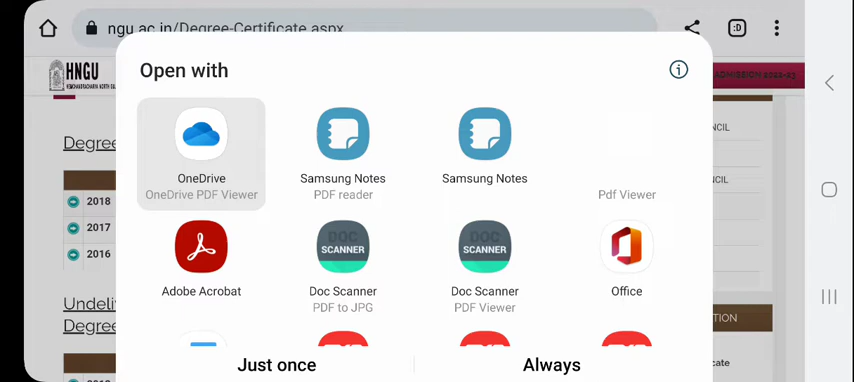 ngu.ac.in/Degree-Certificate.aspx
:D
HNGU
ADMISSION 2022-23
Open with
OneDrive
OneDrive PDF Viewer
Samsung Notes
PDF reader
Samsung Notes
Pdf Viewer
Adobe Acrobat
DOC
SCANNER
Doc Scanner
PDF to JPG
DOC
SCANNER
Doc Scanner
PDF Viewer
Office
Just once
Always
Degree
2018
2017
2016
Undeli
Degree
NCIL
CIL
TION
cate